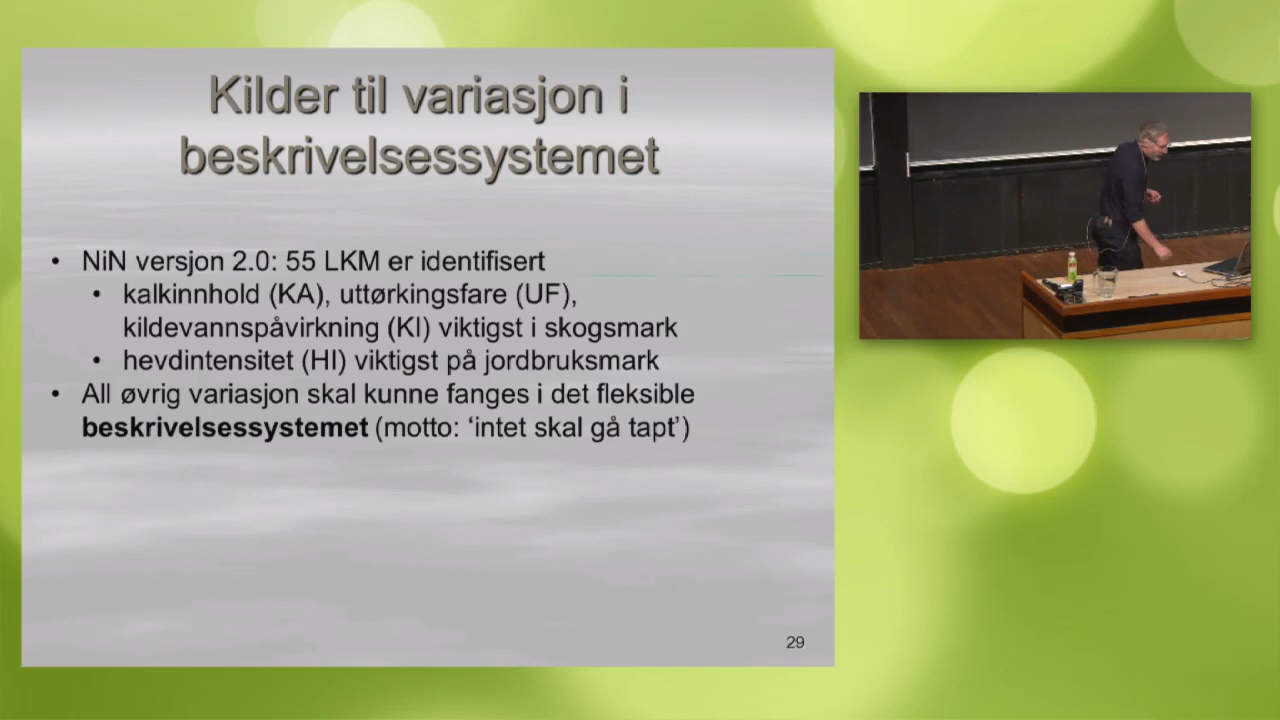 Kilder til variasjon i
beskrivelsessystemet
• NiN versjon 2.0: 55 LKM er identifisert
• kalkinnhold (KA), uttørkingsfare (UF),
kildevannspåvirkning (KI) viktigst i skogsmark
• hevdintensitet (HI) viktigst på jordbruksmark
• All øvrig variasjon skal kunne fanges i det fleksible
beskrivelsessystemet (motto: ‘intet skal gå tapt’)
29